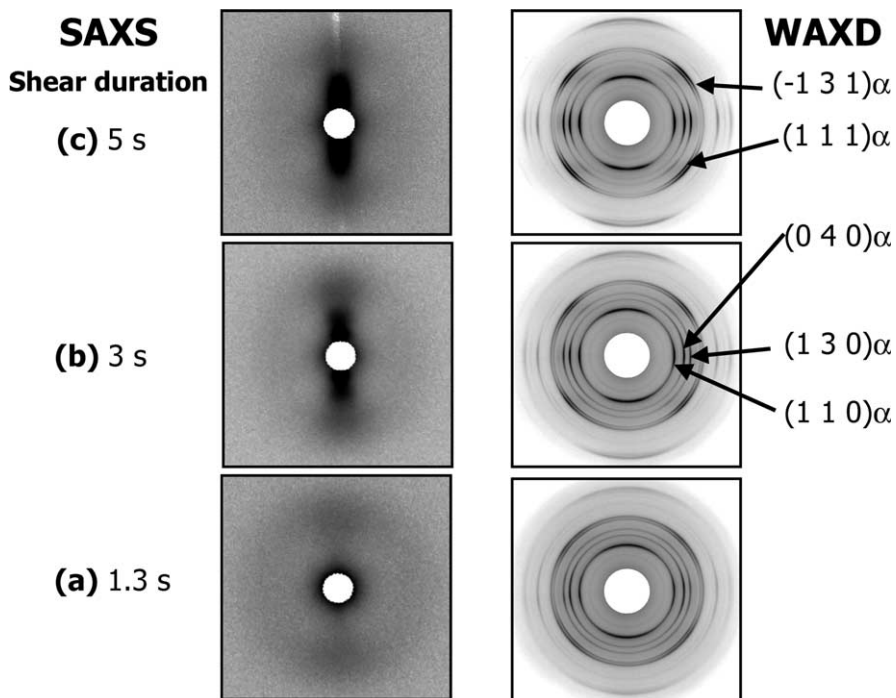 SAXS
WAXD
Shear duration
(c) 5 s
(-1 3 1)α
(1 1 1)α
(0 4 0)α
(b) 3 s
(1 3 0)α
(1 1 0)α
(a) 1.3 s